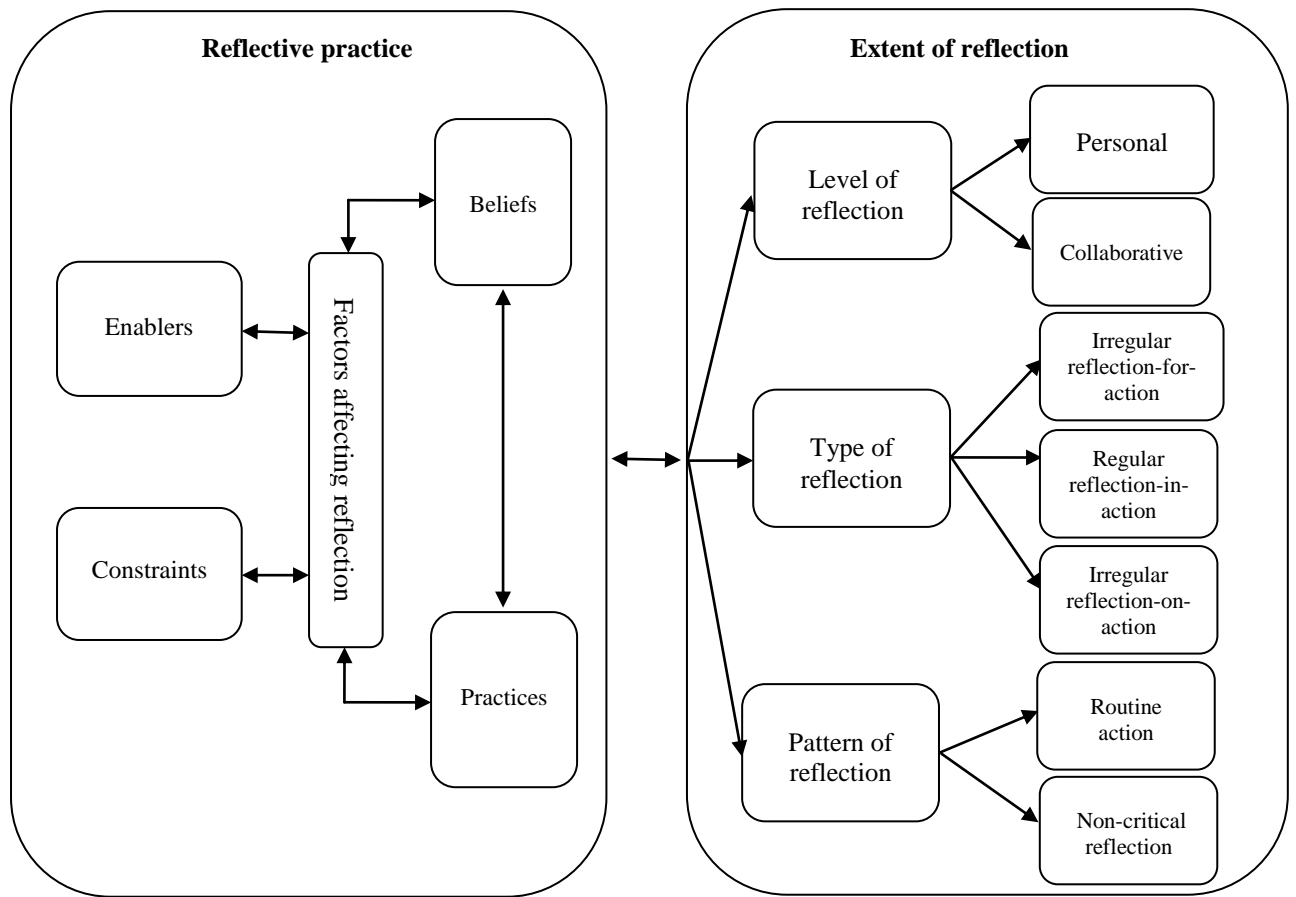 Reflective practice
Beliefs
Enablers
Factors affecting reflection
Constraints
Practices
Extent of reflection
Level of
reflection
Personal
Collaborative
Type of
reflection
Irregular
reflection-for-
action
Regular
reflection-in-
action
Irregular
reflection-on-
action
Pattern of
reflection
Routine
action
Non-critical
reflection